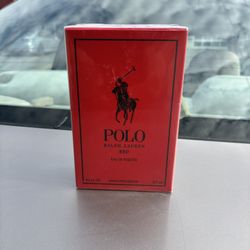 POLO
RALPH LAUREN
RED
EAU DE TOILETTE